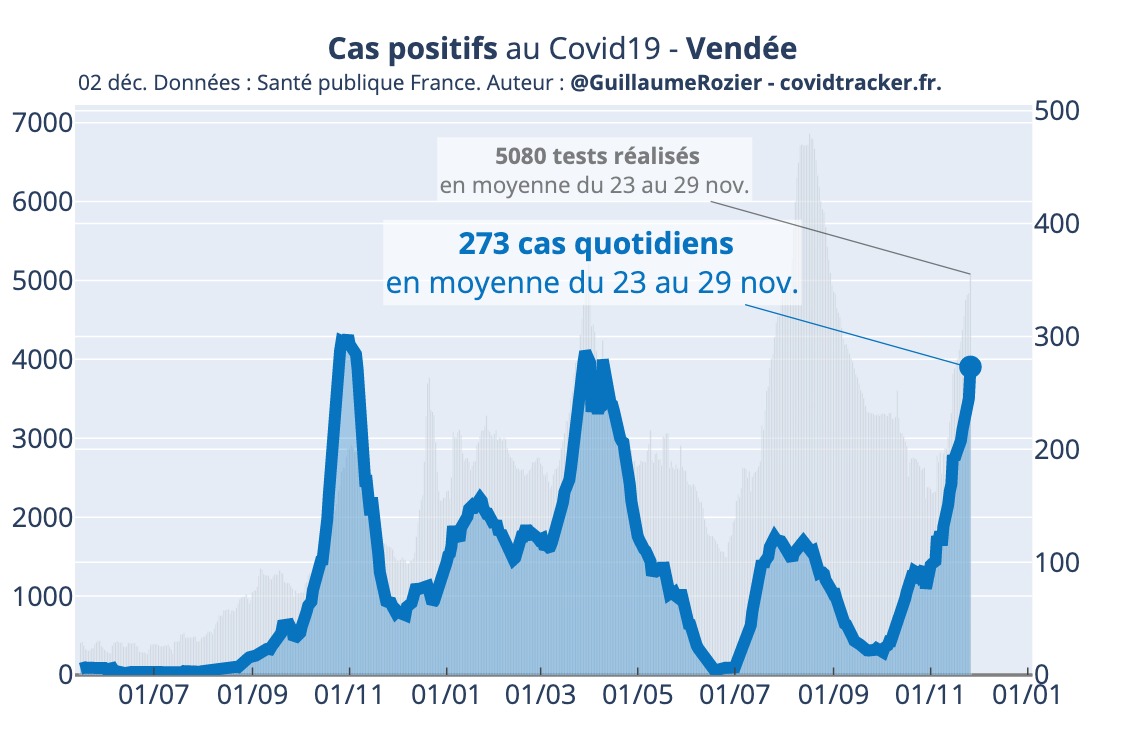 Cas positifs au Covid19 - Vendée
02 déc. Données : Santé publique France. Auteur : @GuillaumeRozier - covidtracker.fr.
7000
6000
5000
4000
3000
2000
1000
0
500
400
300
200
100
0
5080 tests réalisés
en moyenne du 23 au 29 nov.
273 cas quotidiens
en moyenne du 23 au 29 nov.
01/07 01/09 01/11 01/01 01/03 01/05 01/07 01/09 01/11 01/01